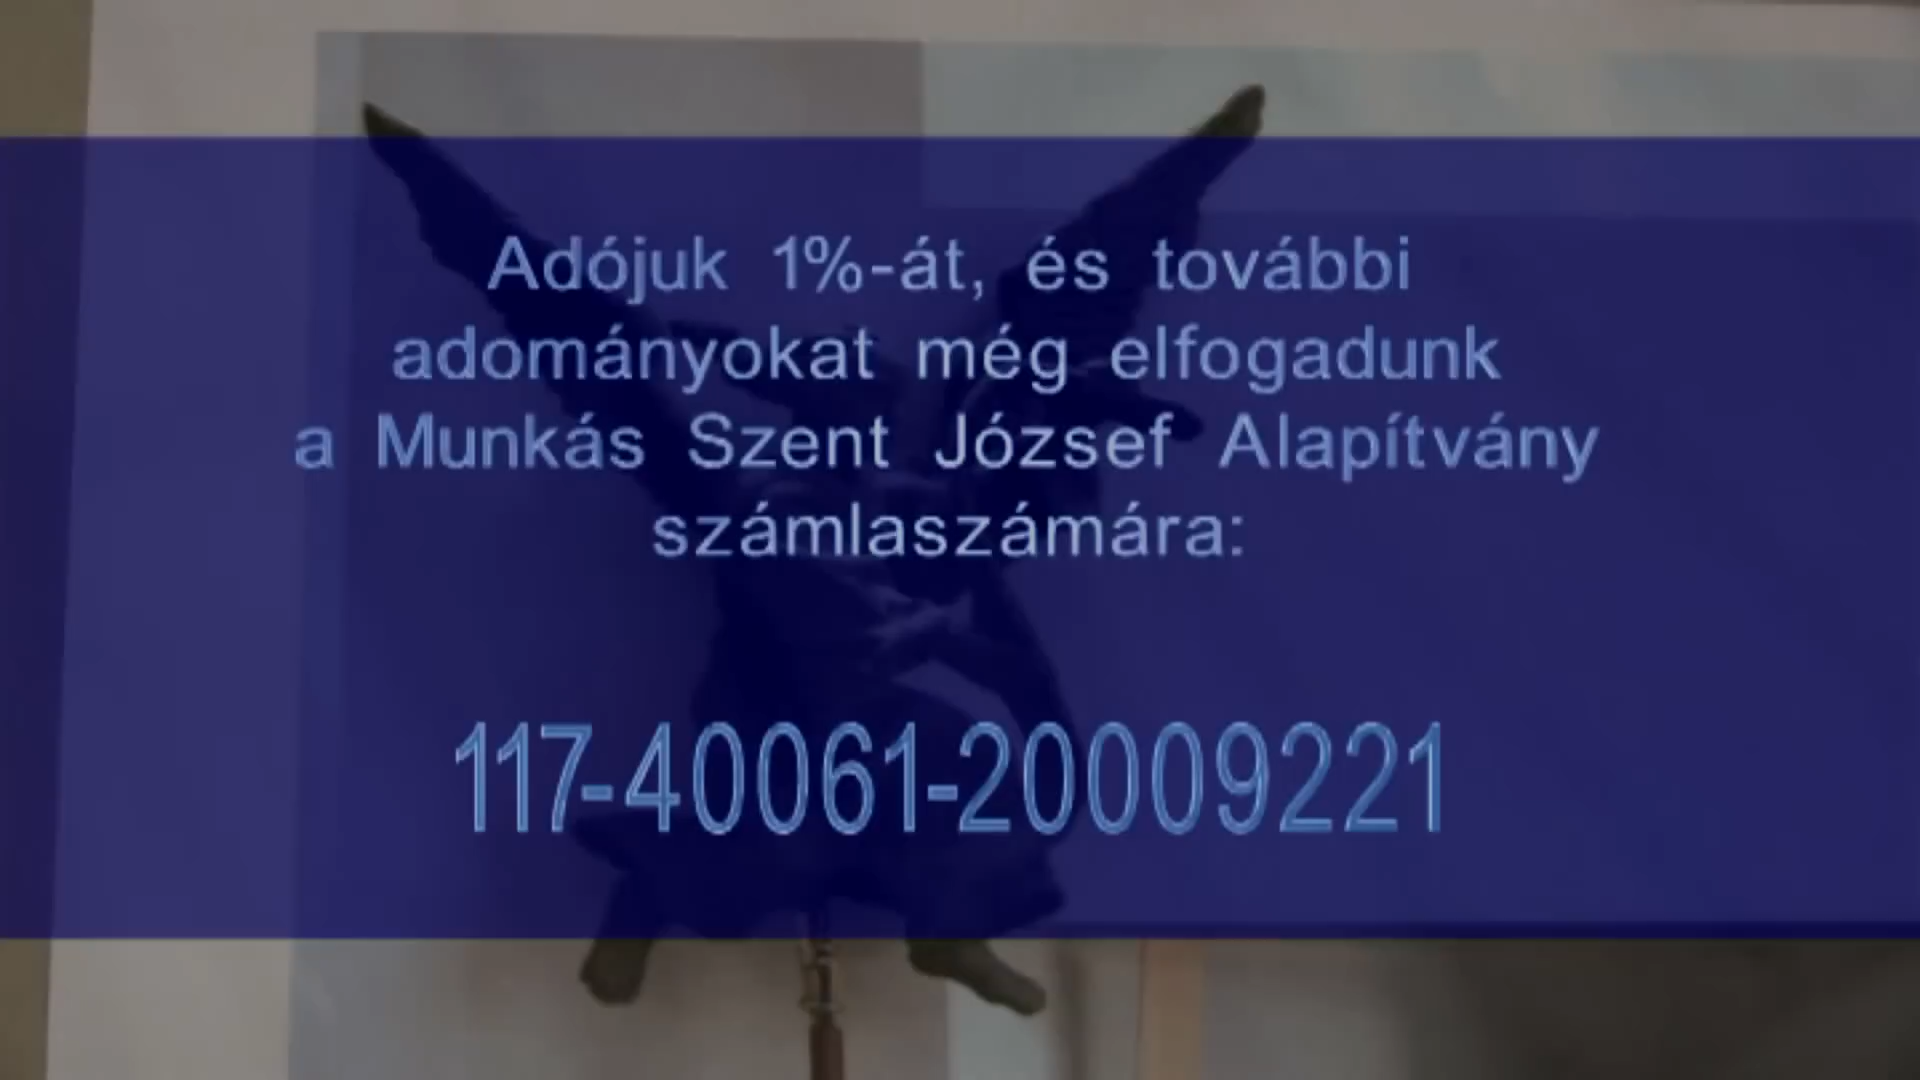 Adójuk 1%-át, és további
adományokat még elfogadunk
a Munkás Szent József Alapítvány
számlaszámára:
117-40061-20009221